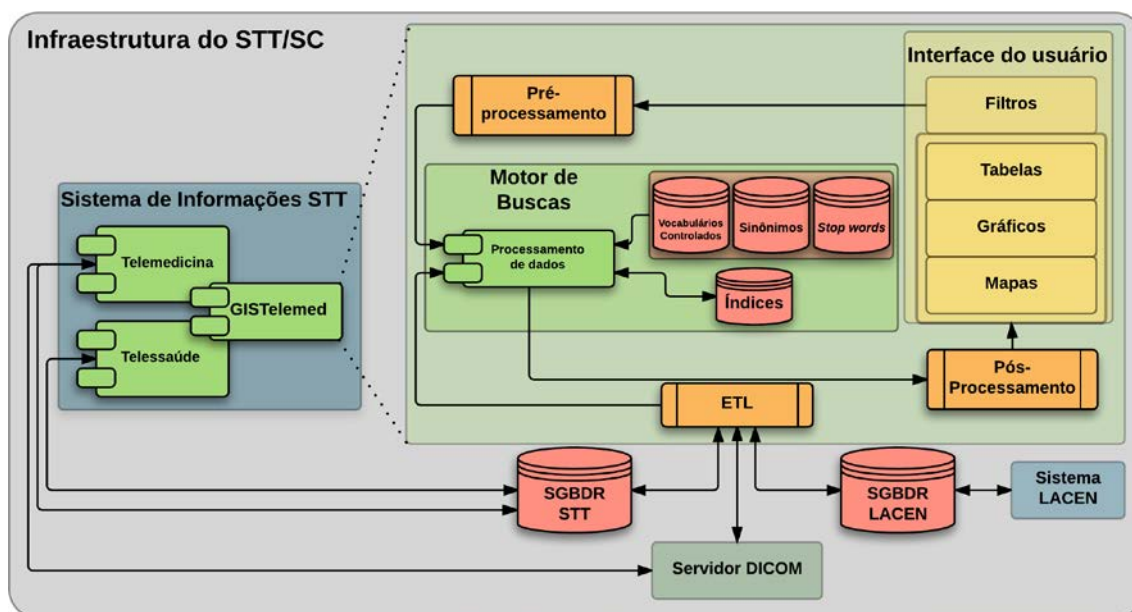 Infraestrutura do STT/SC
Sistema de Informações STT
Telemedicina
GISTelemed
Telessaúde
Pré-
processamento
Interface do usuário
Filtros
Tabelas
Gráficos
Mapas
Motor de
Buscas
Vocabulários
Controlados
Sinônimos
Stop words
Processamento
de dados
Índices
Pós-
Processamento
ETL
SGBDR
STT
SGBDR
LACEN
Sistema
LACEN
Servidor DICOM